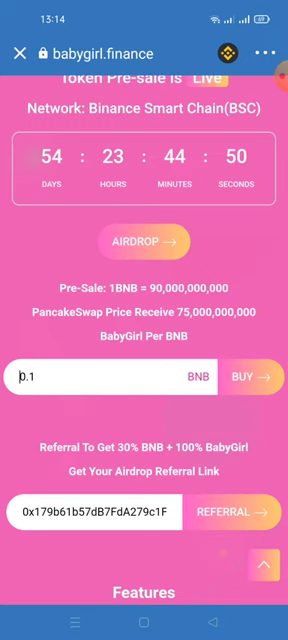 13:14
69
babygirl.finance
Token Pre-sale is Live
Network: Binance Smart Chain(BSC)
54 : 23 : 44 : 50
DAYS HOURS MINUTES SECONDS
AIRDROP →
Pre-Sale: 1BNB = 90,000,000,000
PancakeSwap Price Receive 75,000,000,000
BabyGirl Per BNB
0.1 BNB BUY →
Referral To Get 30% BNB + 100% BabyGirl
Get Your Airdrop Referral Link
0x179b61b57dB7FdA279c1F REFERRAL →
Features